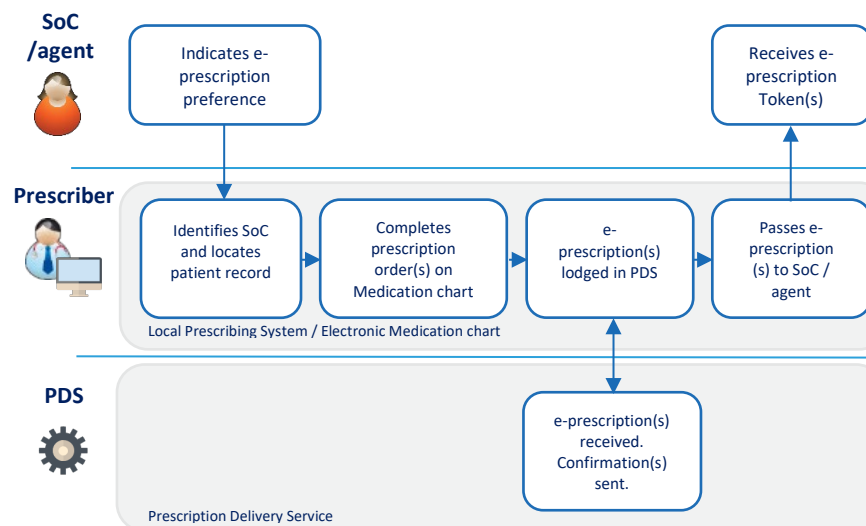 SoC
/agent
Indicates e-
prescription
preference
Receives e-
prescription
Token(s)
Prescriber
Identifies SoC
and locates
patient record
Completes
prescription
order(s) on
Medication chart
e-
prescription(s)
lodged in PDS
Passes e-
prescription
(s) to SoC /
agent
Local Prescribing System / Electronic Medication chart
PDS
e-prescription(s)
received.
Confirmation(s)
sent.
Prescription Delivery Service